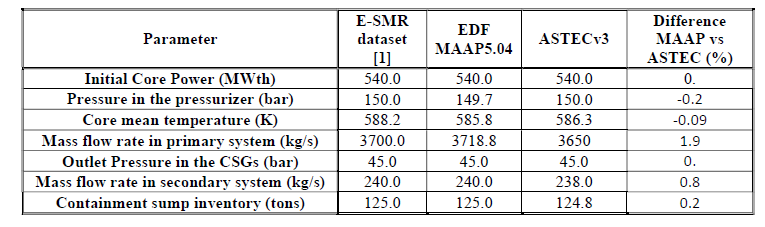 Parameter E-SMR dataset [1] EDF MAAP5.04 ASTECv3 Difference MAAP vs ASTEC (%)
Initial Core Power (MWth) 540.0 540.0 540.0 0.
Pressure in the pressurizer (bar) 150.0 149.7 150.0 -0.2
Core mean temperature (K) 588.2 585.8 586.3 -0.09
Mass flow rate in primary system (kg/s) 3700.0 3718.8 3650 1.9
Outlet Pressure in the CSGs (bar) 45.0 45.0 45.0 0.
Mass flow rate in secondary system (kg/s) 240.0 240.0 238.0 0.8
Containment sump inventory (tons) 125.0 125.0 124.8 0.2